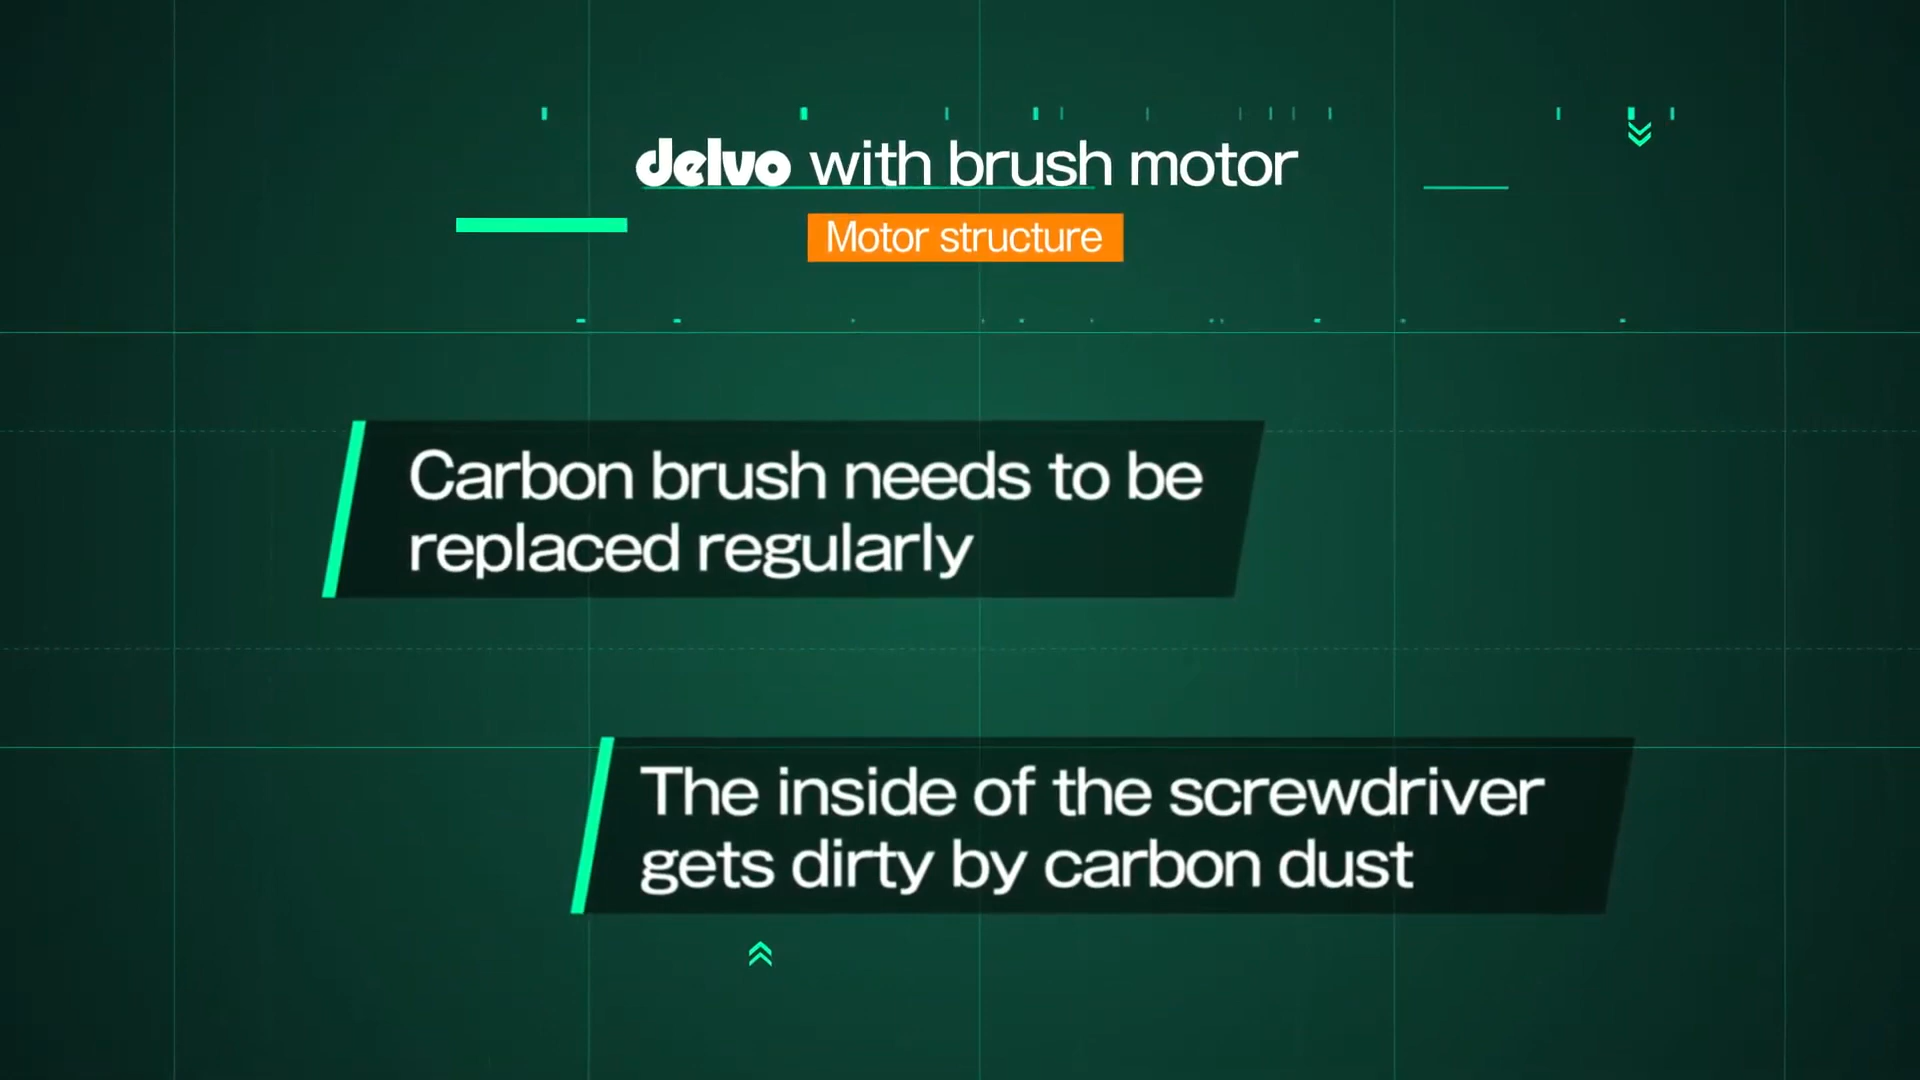 delvo with brush motor
Motor structure
Carbon brush needs to be
replaced regularly
The inside of the screwdriver
gets dirty by carbon dust